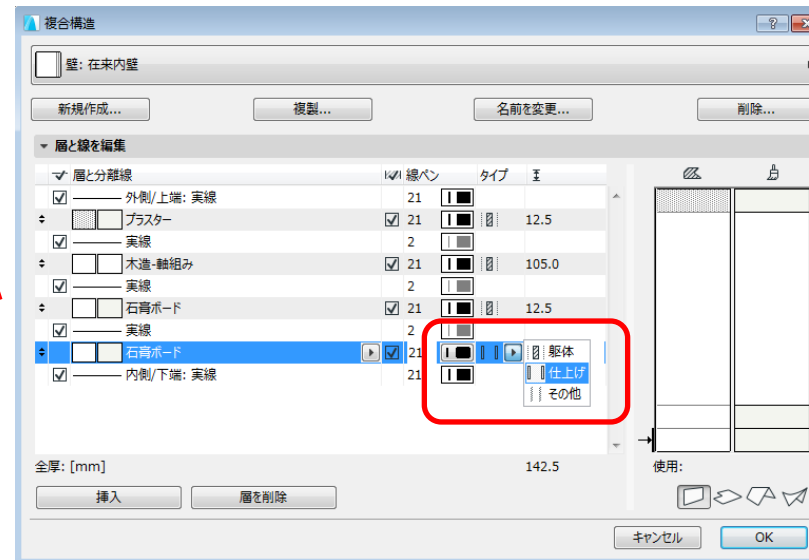 複合構造
壁: 在来内壁
新規作成... 複製... 名前を変更... 削除...
層と線を編集
層と分離線 線ペン タイプ
外側/上端: 実線 21
プラスター 21 12.5
実線 2
木造-軸組み 21 105.0
実線 2
石膏ボード 21 12.5
実線 2
石膏ボード 21 躯体
仕上げ
内側/下端: 実線 21 その他
全厚: [mm] 142.5 使用:
挿入 層を削除
キャンセル OK